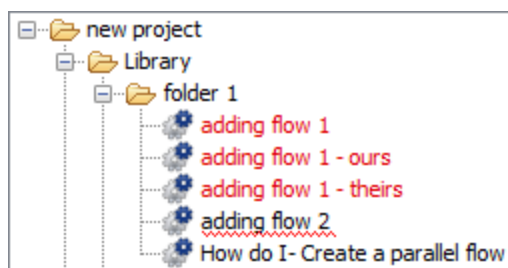 new project
Library
folder 1
adding flow 1
adding flow 1 - ours
adding flow 1 - theirs
adding flow 2
How do I- Create a parallel flow